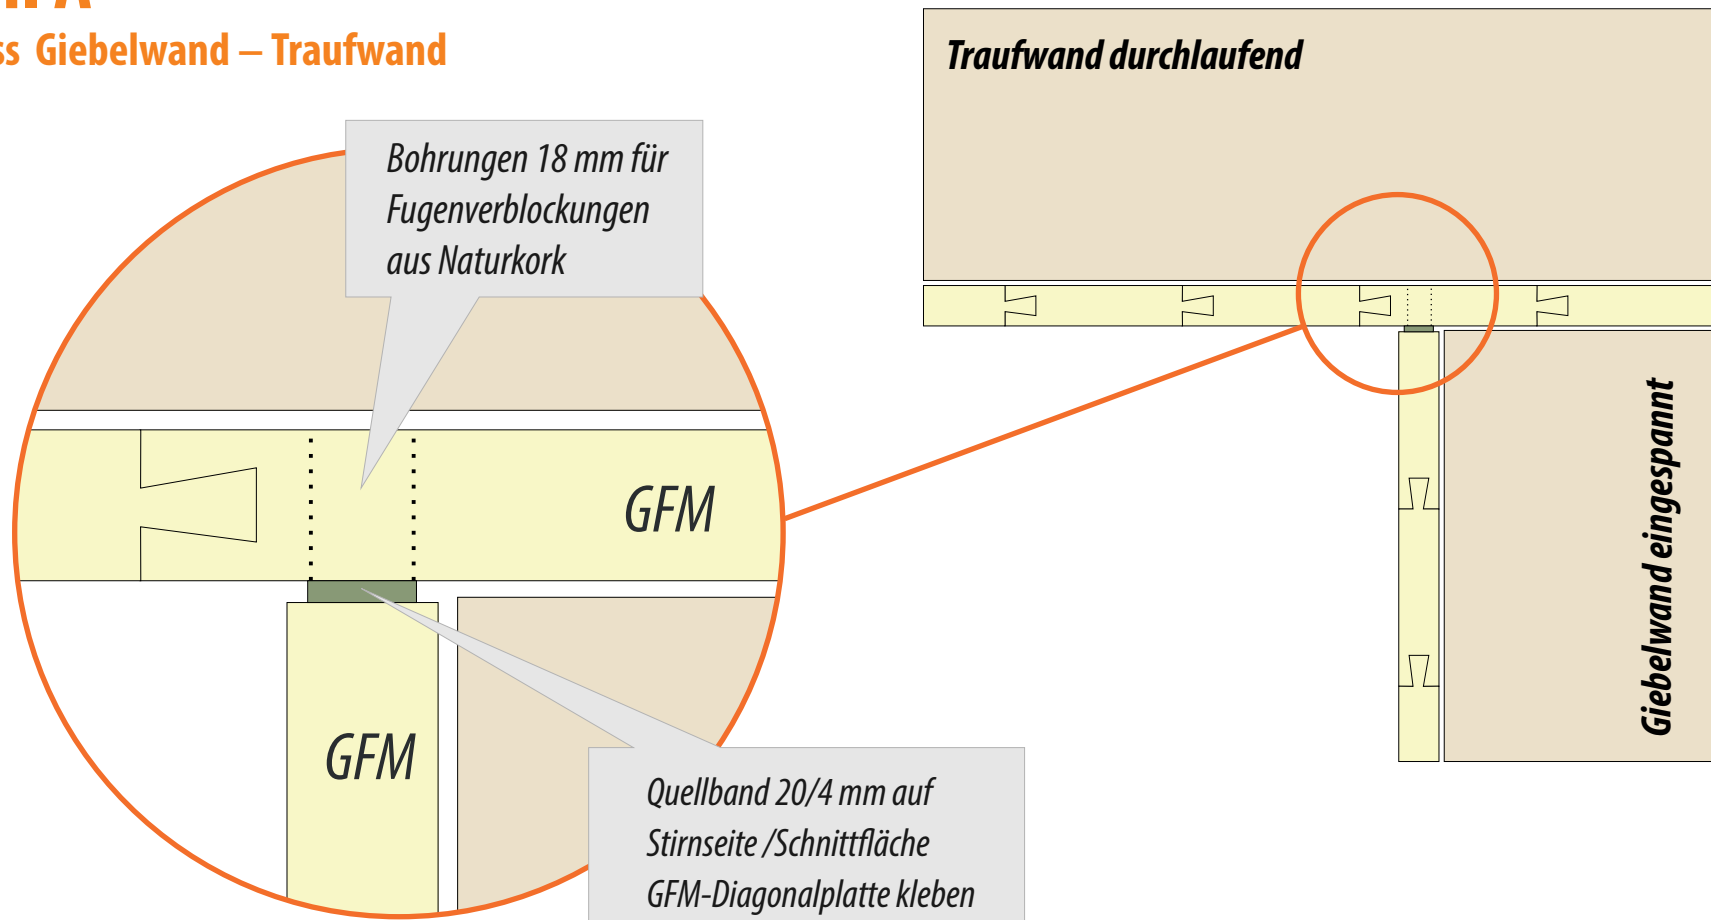 ss Giebelwand – Traufwand
Traufwand durchlaufend
Bohrungen 18 mm für
Fugenverblockungen
aus Naturkork
GFM
GFM
Quellband 20/4 mm auf
Stirnseite /Schnittfläche
GFM-Diagonalplatte kleben
Giebelwand eingespannt